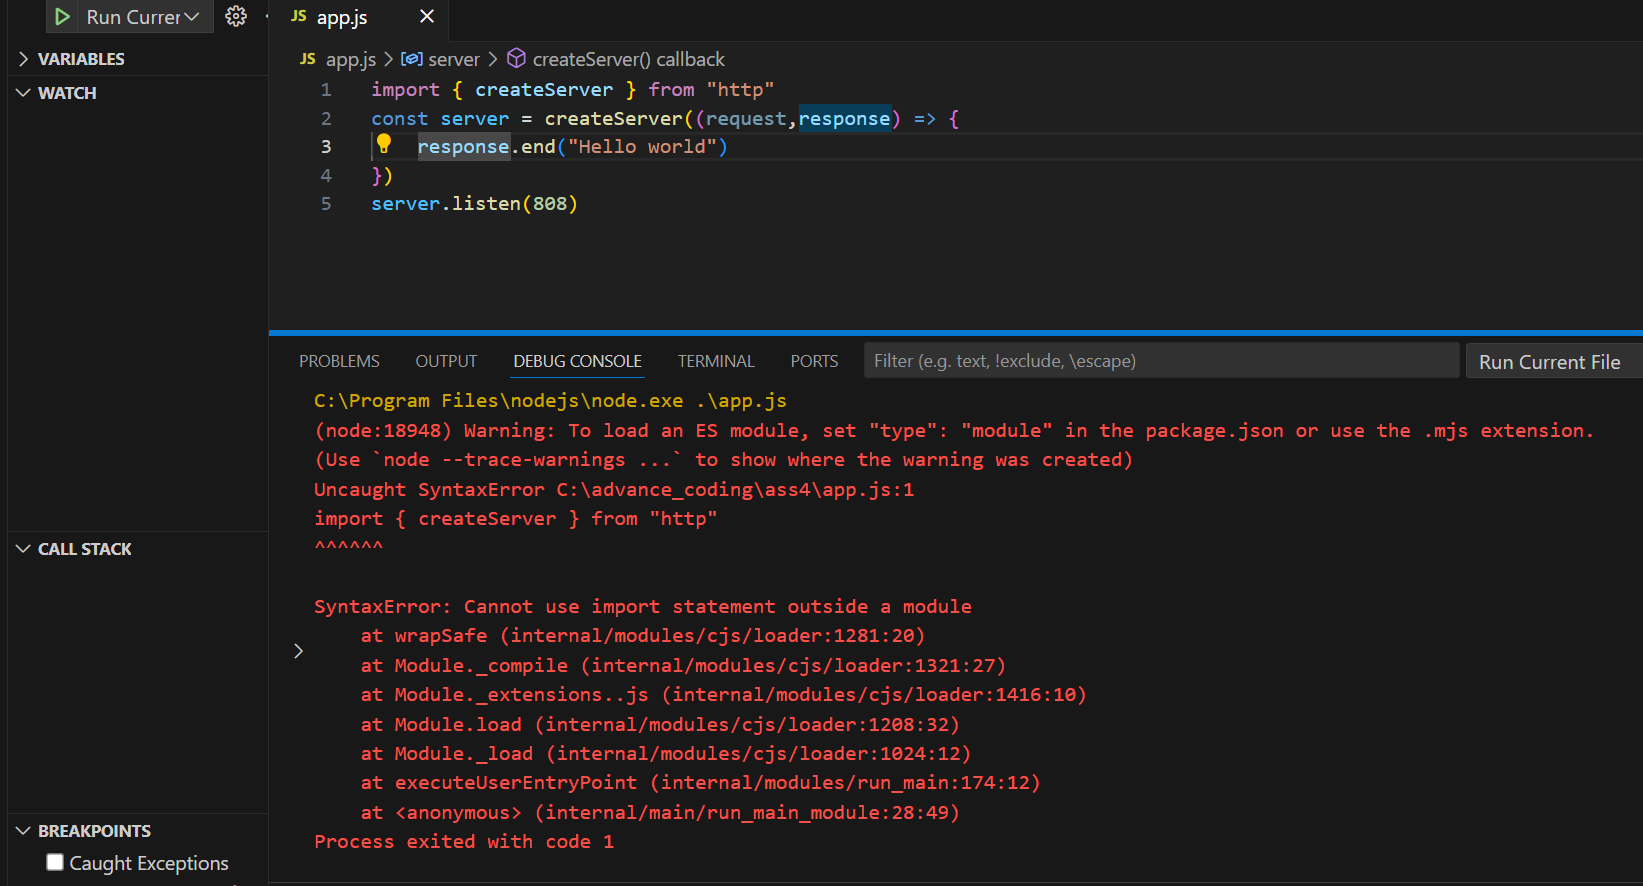 Run Currer
JS app.js
VARIABLES
WATCH
CALL STACK
BREAKPOINTS
Caught Exceptions
JS app.js > server > createServer() callback
1 import { createServer } from "http"
2 const server = createServer((request,response) => {
3 response.end("Hello world")
4 })
5 server.listen(808)
PROBLEMS OUTPUT DEBUG CONSOLE TERMINAL PORTS Filter (e.g. text, !exclude, \escape) Run Current File
C:\Program Files\nodejs\node.exe .\app.js
(node:18948) Warning: To load an ES module, set "type": "module" in the package.json or use the .mjs extension.
(Use `node --trace-warnings ...` to show where the warning was created)
Uncaught SyntaxError C:\advance_coding\ass4\app.js:1
import { createServer } from "http"
^^^^^^
SyntaxError: Cannot use import statement outside a module
at wrapSafe (internal/modules/cjs/loader:1281:20)
at Module._compile (internal/modules/cjs/loader:1321:27)
at Module._extensions..js (internal/modules/cjs/loader:1416:10)
at Module.load (internal/modules/cjs/loader:1208:32)
at Module._load (internal/modules/cjs/loader:1024:12)
at executeUserEntryPoint (internal/modules/run_main:174:12)
at <anonymous> (internal/main/run_main_module:28:49)
Process exited with code 1